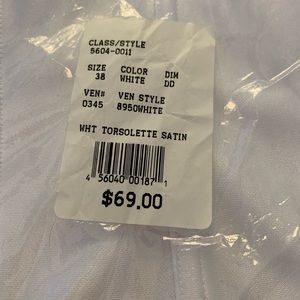 CLASS/STYLE
5604-0011
SIZE COLOR DIM
38 WHITE DD
VEN# VEN STYLE
0345 8950WHITE
WHT TORSOLETTE SATIN
4 56040 00187 1
$69.00